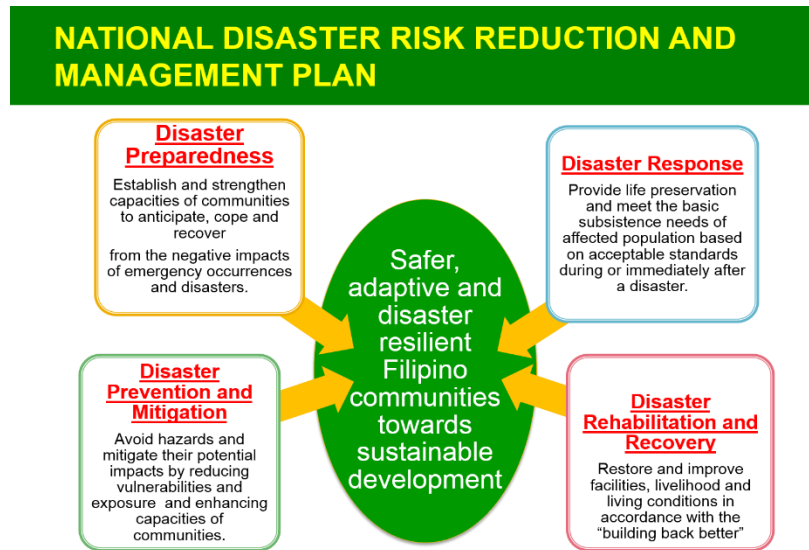 NATIONAL DISASTER RISK REDUCTION AND
MANAGEMENT PLAN
Disaster
Preparedness
Establish and strengthen
capacities of communities
to anticipate, cope and
recover
from the negative impacts
of emergency occurrences
and disasters.
Disaster Response
Provide life preservation
and meet the basic
subsistence needs of
affected population based
on acceptable standards
during or immediately after
a disaster.
Safer,
adaptive and
disaster
resilient
Filipino
communities
towards
sustainable
development
Disaster
Prevention and
Mitigation
Avoid hazards and
mitigate their potential
impacts by reducing
vulnerabilities and
exposure and enhancing
capacities of
communities.
Disaster
Rehabilitation and
Recovery
Restore and improve
facilities, livelihood and
living conditions in
accordance with the
“building back better”